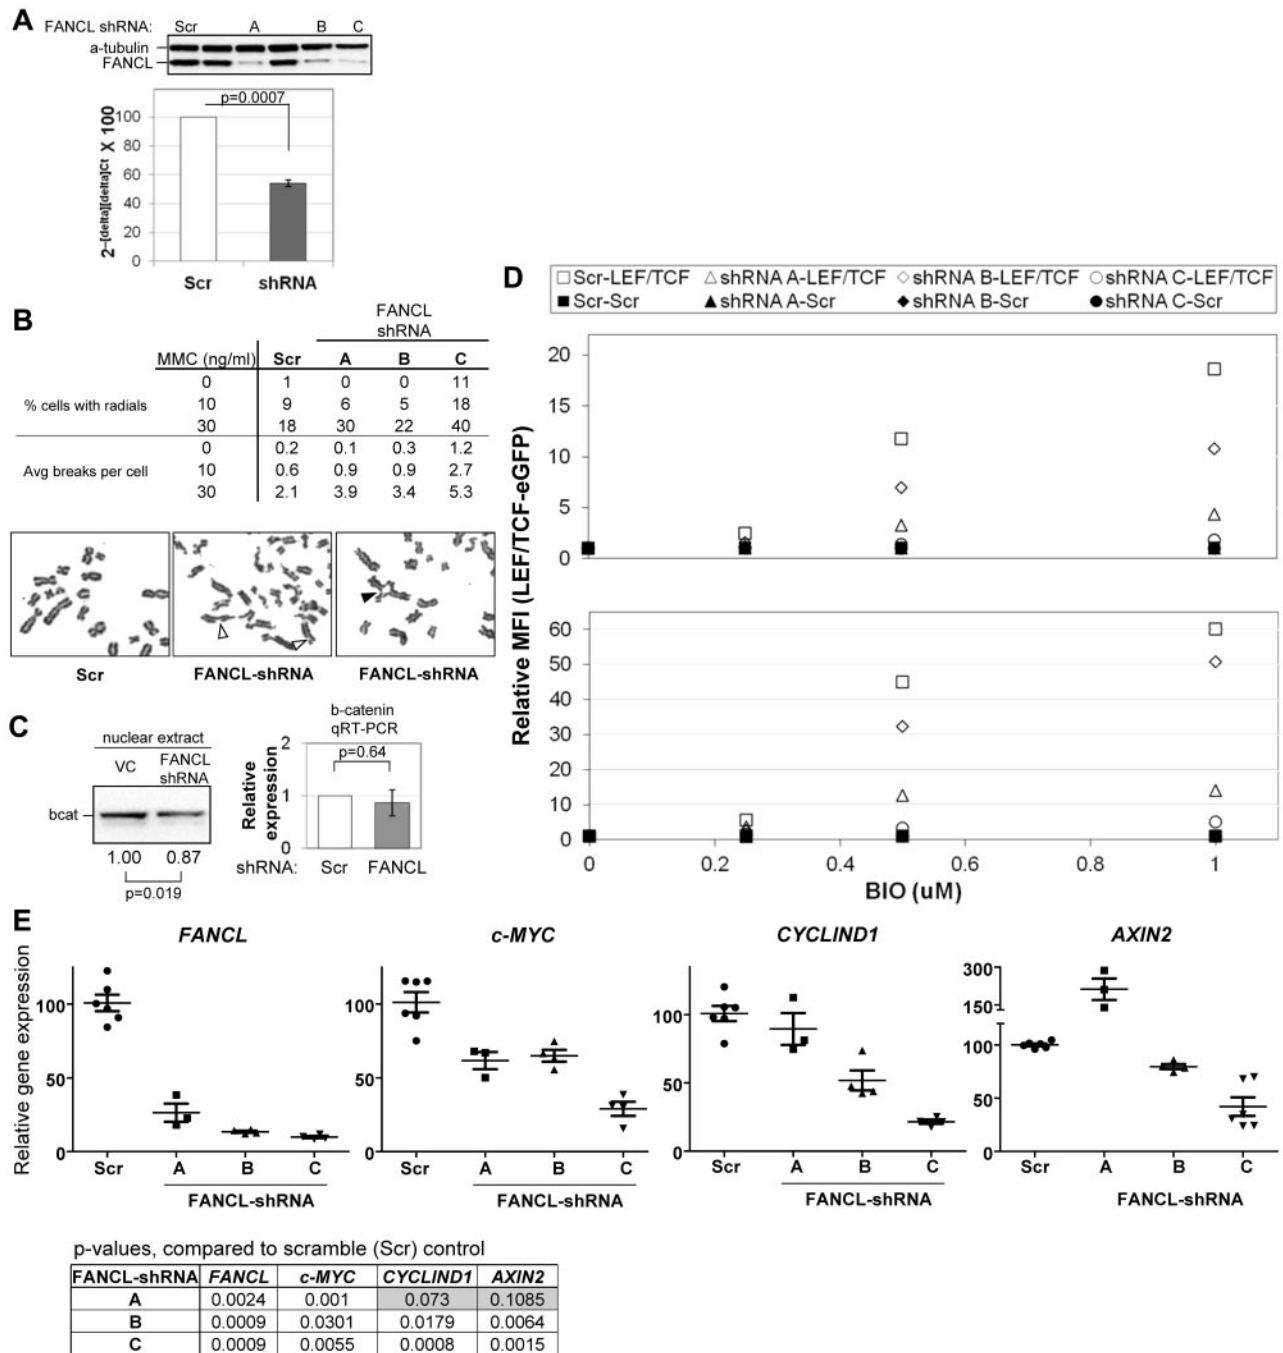 A
FANCL shRNA: Scr A B C
a-tubulin
FANCL
p=0.0007
2^-[delta][delta]Ct X 100
100
80
60
40
20
0
Scr shRNA
B
FANCL
shRNA
MMC (ng/ml) Scr A B C
0 1 0 0 11
% cells with radials 10 9 6 5 18
30 18 30 22 40
0 0.2 0.1 0.3 1.2
Avg breaks per cell 10 0.6 0.9 0.9 2.7
30 2.1 3.9 3.4 5.3
Scr FANCL-shRNA FANCL-shRNA
C
nuclear extract
VC FANCL
shRNA
bcat
1.00 0.87
p=0.019
b-catenin
qRT-PCR
p=0.64
Relative
expression
2
1
0
shRNA: Scr FANCL
D
Scr-LEF/TCF shRNA A-LEF/TCF shRNA B-LEF/TCF shRNA C-LEF/TCF
Scr-Scr shRNA A-Scr shRNA B-Scr shRNA C-Scr
Relative MFI (LEF/TCF-eGFP)
20
15
10
5
0
60
50
40
30
20
10
0
0 0.2 0.4 0.6 0.8 1
BIO (uM)
E
Relative gene expression
FANCL
100
50
0
Scr A B C
FANCL-shRNA
c-MYC
100
50
0
Scr A B C
FANCL-shRNA
CYCLIND1
100
50
0
Scr A B C
FANCL-shRNA
AXIN2
300
150
100
50
0
Scr A B C
FANCL-shRNA
p-values, compared to scramble (Scr) control
FANCL-shRNA FANCL c-MYC CYCLIND1 AXIN2
A 0.0024 0.001 0.073 0.1085
B 0.0009 0.0301 0.0179 0.0064
C 0.0009 0.0055 0.0008 0.0015